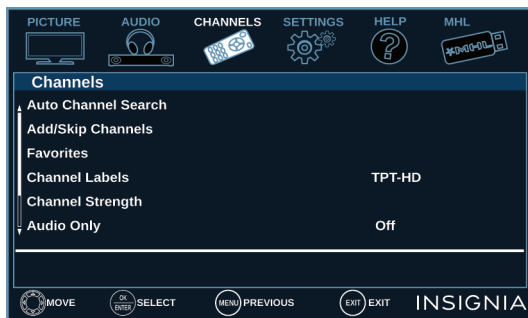 PICTURE AUDIO CHANNELS SETTINGS HELP MHL
? MHL
Channels
Auto Channel Search
Add/Skip Channels
Favorites
Channel Labels TPT-HD
Channel Strength
Audio Only Off
MOVE OK ENTER SELECT MENU PREVIOUS EXIT EXIT INSIGNIA